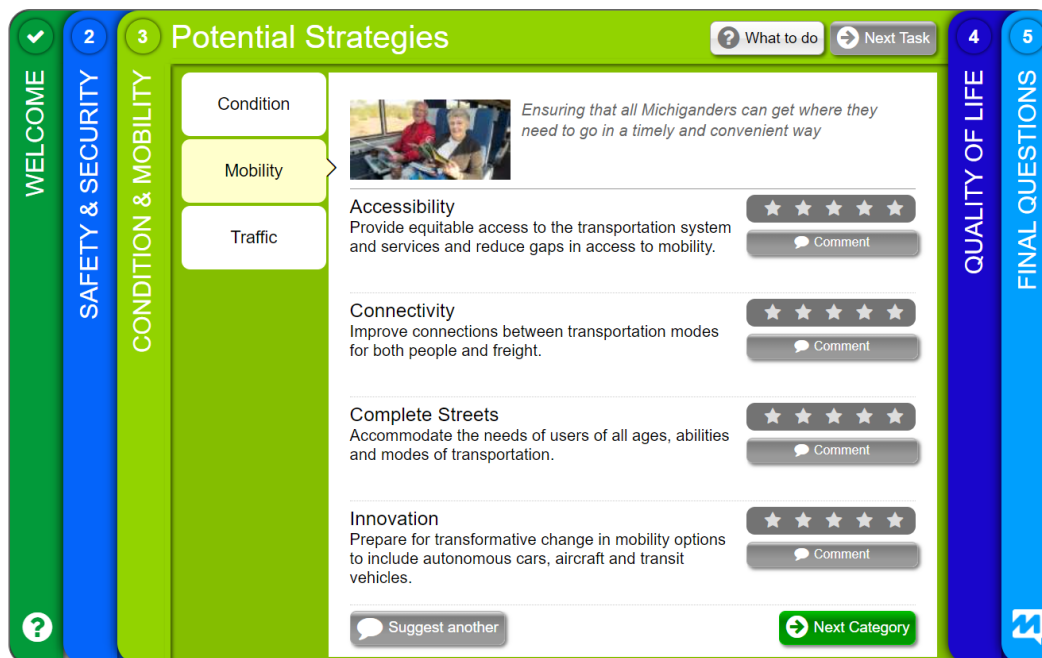 WELCOME
2
SAFETY & SECURITY
3
CONDITION & MOBILITY
Potential Strategies
What to do
Next Task
Condition
Mobility
Traffic
Ensuring that all Michiganders can get where they
need to go in a timely and convenient way
Accessibility
Provide equitable access to the transportation system
and services and reduce gaps in access to mobility.
Comment
Connectivity
Improve connections between transportation modes
for both people and freight.
Comment
Complete Streets
Accommodate the needs of users of all ages, abilities
and modes of transportation.
Comment
Innovation
Prepare for transformative change in mobility options
to include autonomous cars, aircraft and transit
vehicles.
Comment
Suggest another
Next Category
4
QUALITY OF LIFE
5
FINAL QUESTIONS